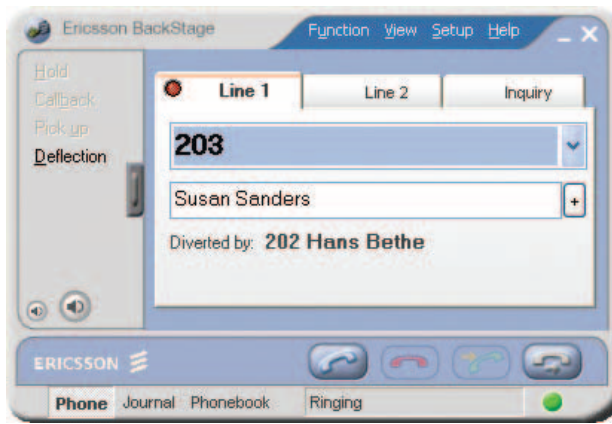 Ericsson BackStage Function View Setup Help
Hold
Callback
Pick up
Deflection
Line 1 Line 2 Inquiry
203
Susan Sanders
+
Diverted by: 202 Hans Bethe
ERICSSON
Phone Journal Phonebook Ringing